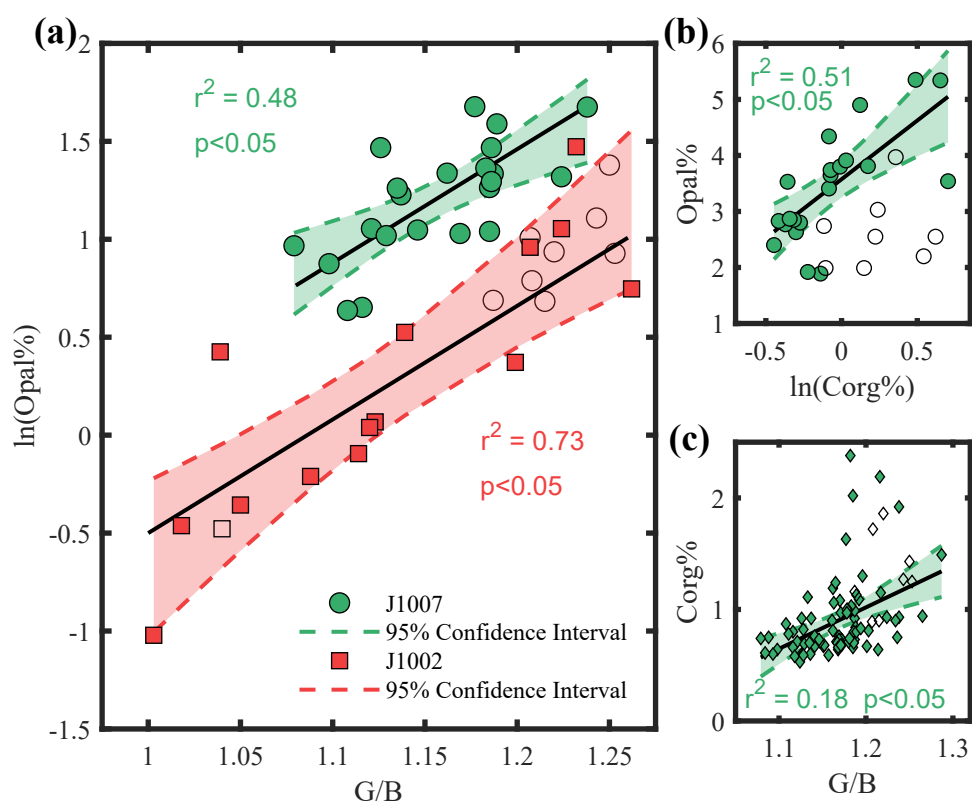 (a)
2
1.5
1
0.5
0
-0.5
-1
-1.5
ln(Opal%)
r² = 0.48
p<0.05
r² = 0.73
p<0.05
J1007
95% Confidence Interval
J1002
95% Confidence Interval
1 1.05 1.1 1.15 1.2 1.25
G/B
(b)
6
5
4
3
2
1
Opal%
r² = 0.51
p<0.05
-0.5 0 0.5
ln(Corg%)
(c)
2
1
0
Corg%
r² = 0.18 p<0.05
1.1 1.2 1.3
G/B